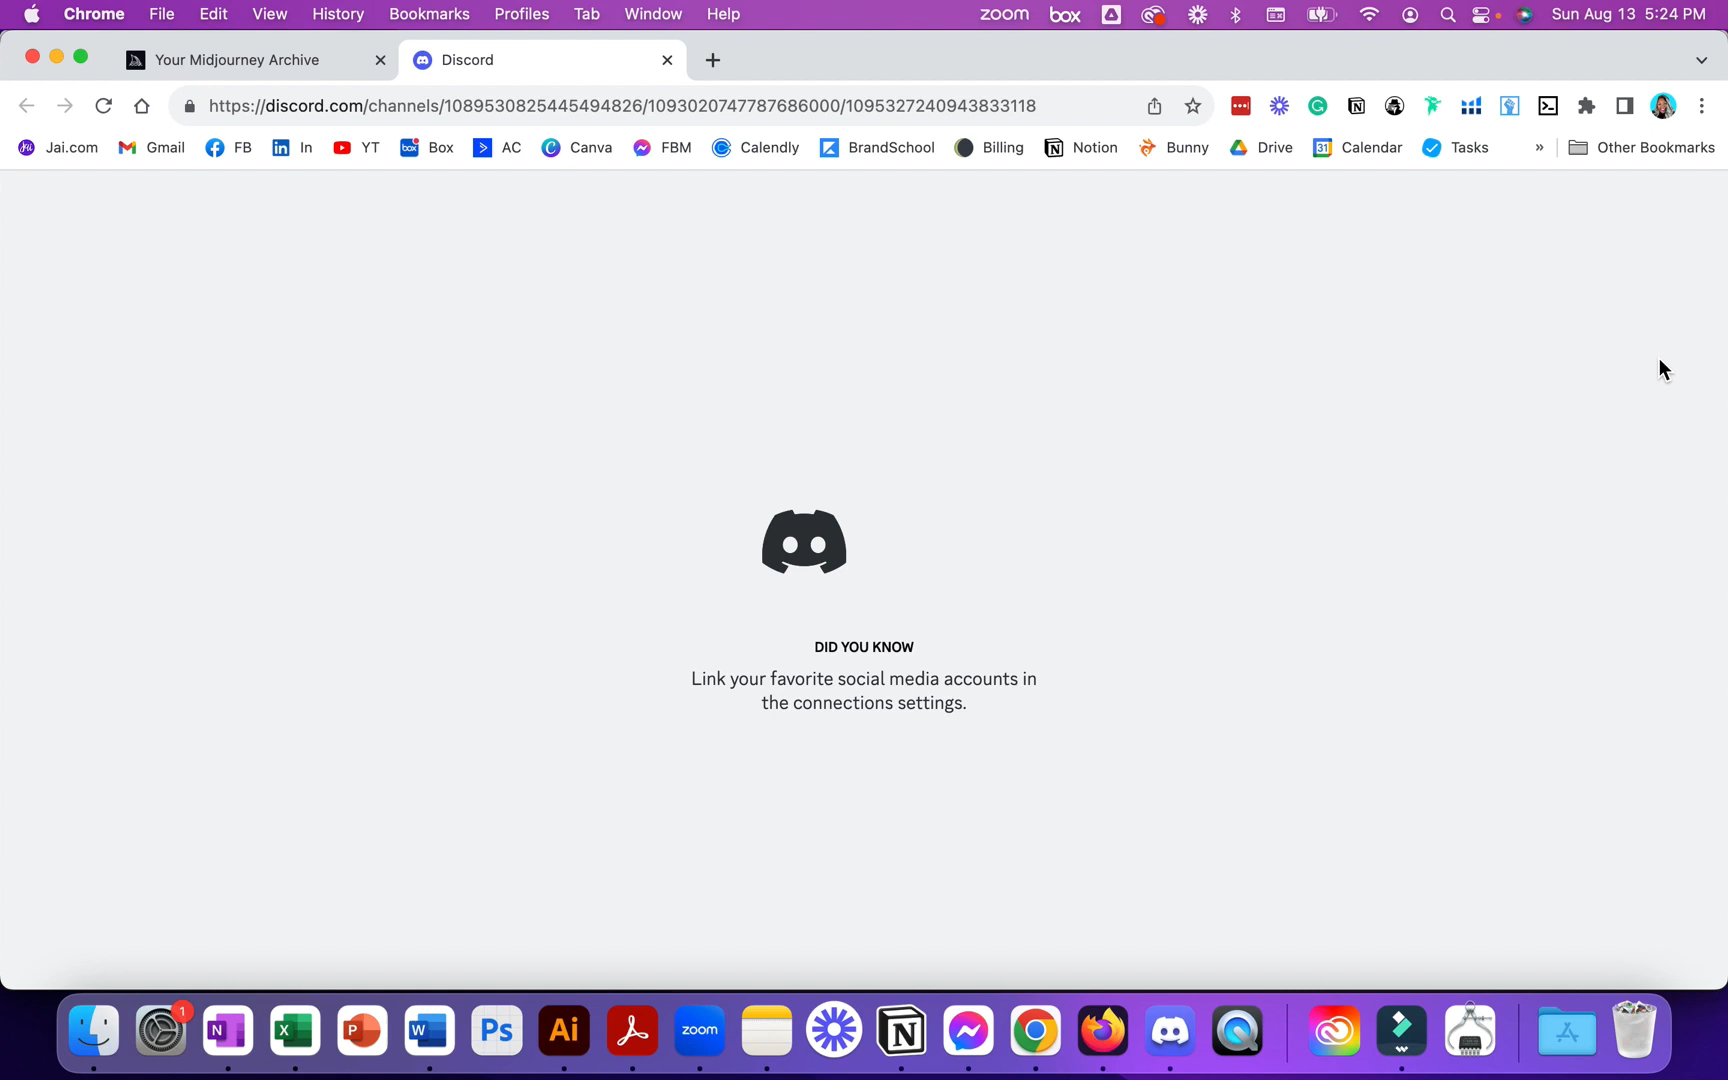 Chrome File Edit View History Bookmarks Profiles Tab Window Help zoom box Sun Aug 13 5:24 PM
Your Midjourney Archive Discord
https://discord.com/channels/1089530825445494826/1093020747787686000/1095327240943833118
Jai.com Gmail FB In YT Box AC Canva FBM Calendly BrandSchool Billing Notion Bunny Drive Calendar Tasks » Other Bookmarks
DID YOU KNOW
Link your favorite social media accounts in
the connections settings.
1
N X P W Ps Ai zoom N